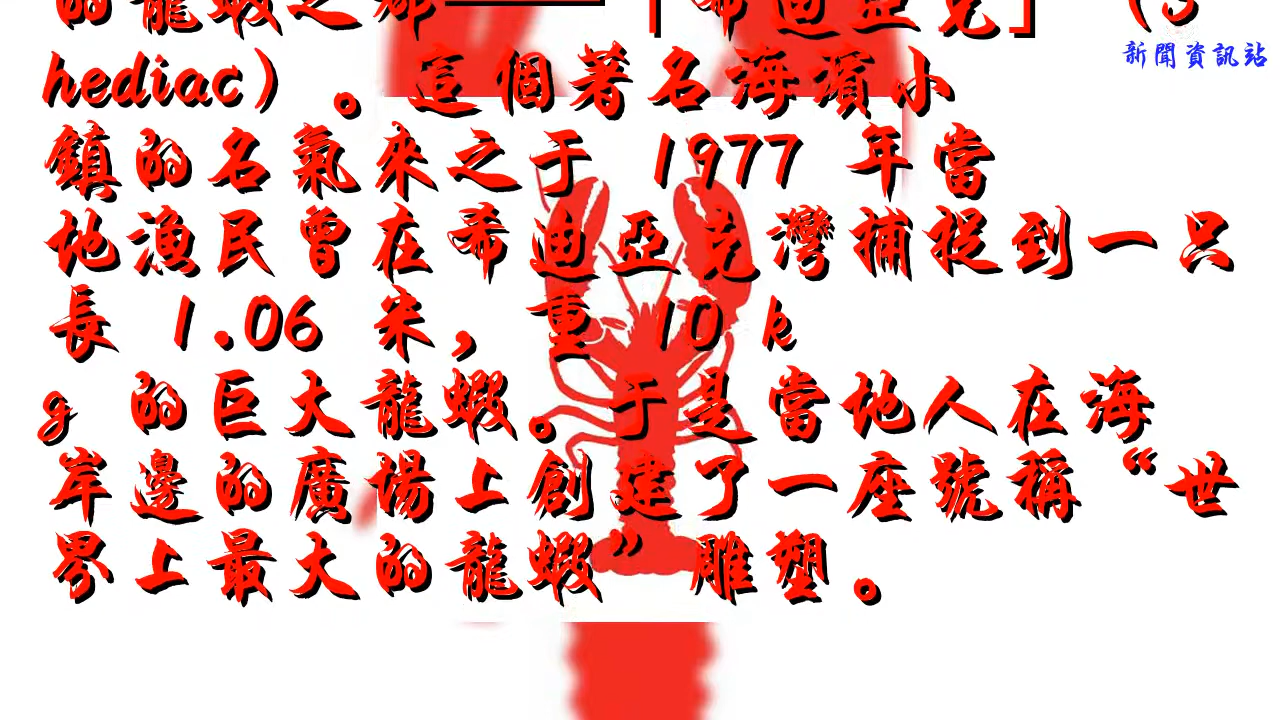 的龍蝦之都——「希迪亞克」（S
新聞資訊站
hediac）。這個著名海濱小
鎮的名氣來之于 1977 年當
地漁民曾在希迪亞克灣捕捉到一只
長 1.06 米，重 10 k
g 的巨大龍蝦。于是當地人在海
岸邊的廣場上創建了一座號稱“世
界上最大的龍蝦” 雕塑。